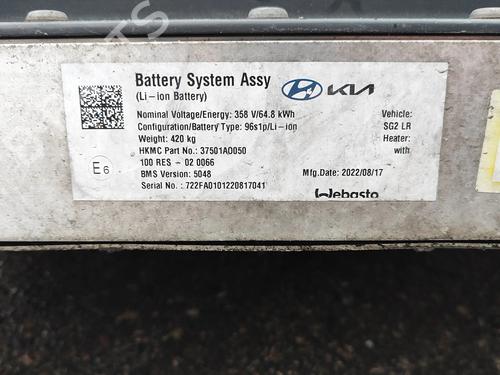 Battery System Assy
KIA
(Li-ion Battery)
Nominal Voltage/Energy: 358 V/64.8 kWh
Vehicle:
Configuration/Battery Type: 96s1p/Li-ion
SG2 LR
Weight: 420 kg
Heater:
HKMC Part No.: 37501AO050
with
100 RES - 02 0066
E6
BMS Version: 5048
Mfg.Date: 2022/08/17
Serial No.: 722FA0101220817041
Webasto